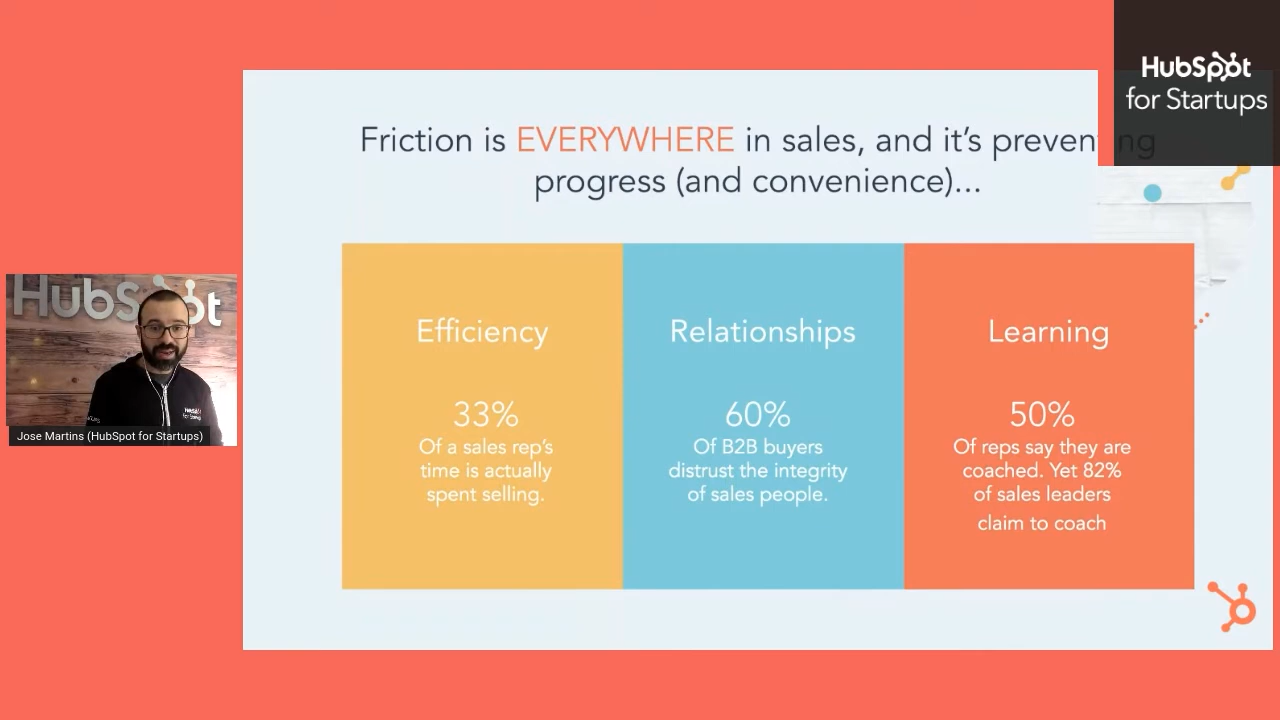 HubSpot
for Startups
Friction is EVERYWHERE in sales, and it's preventing
progress (and convenience)...
HubSpot
Jose Martins (HubSpot for Startups)
Efficiency
33%
Of a sales rep's
time is actually
spent selling.
Relationships
60%
Of B2B buyers
distrust the integrity
of sales people.
Learning
50%
Of reps say they are
coached. Yet 82%
of sales leaders
claim to coach